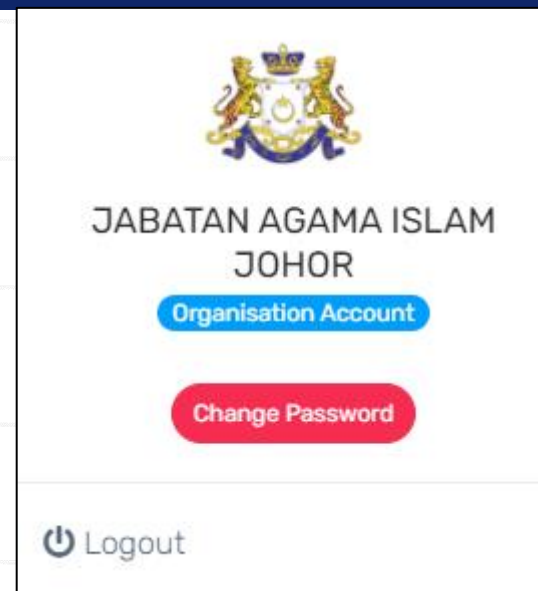 JABATAN AGAMA ISLAM
JOHOR
Organisation Account
Change Password
Logout